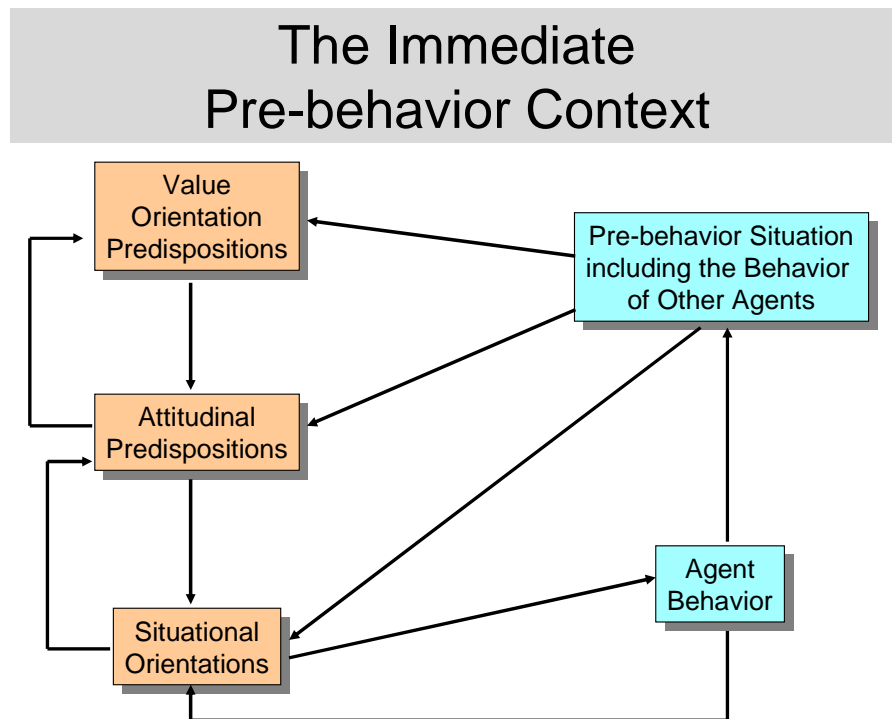 The Immediate
Pre-behavior Context
Value
Orientation
Predispositions
Pre-behavior Situation
including the Behavior
of Other Agents
Attitudinal
Predispositions
Agent
Behavior
Situational
Orientations